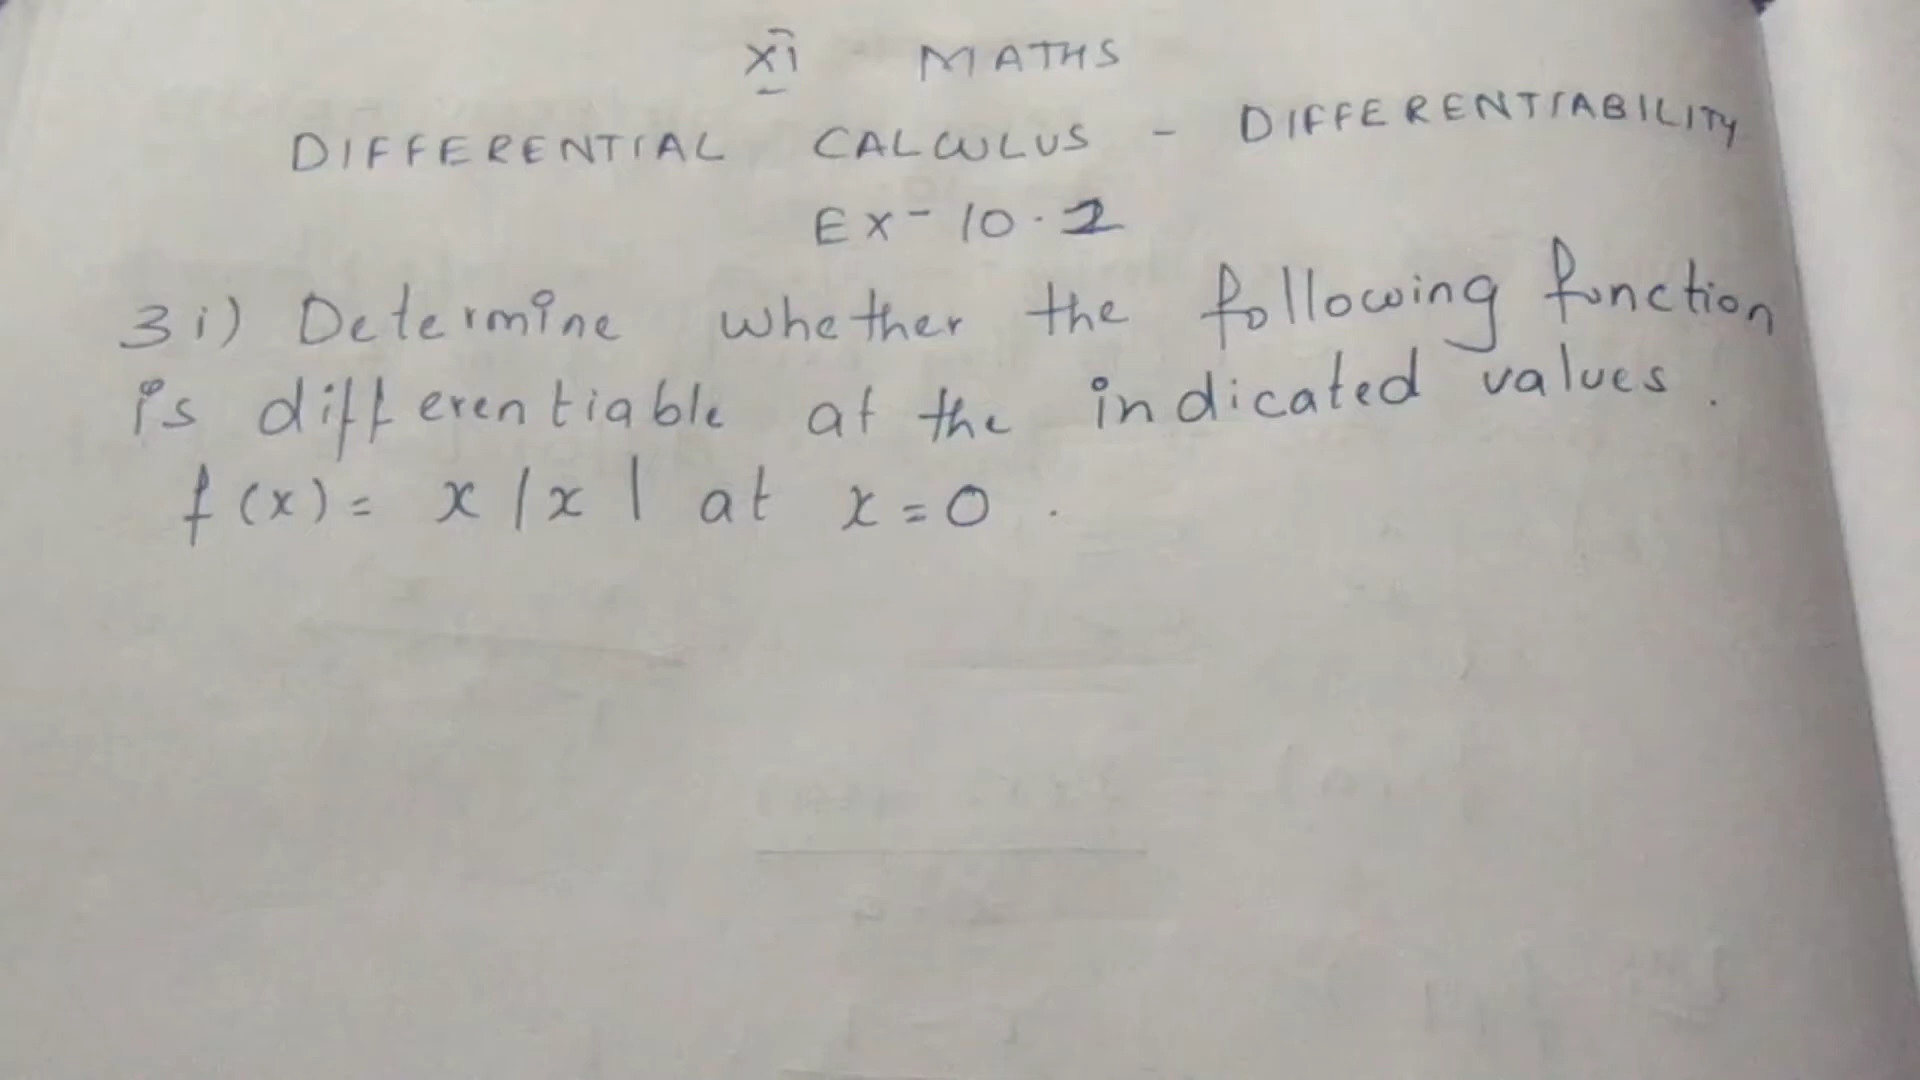 XI MATHS
DIFFERENTIAL CALCULUS - DIFFERENTIABILITY
EX-10.2
3i) Determine whether the following function
is differentiable at the indicated values.
f(x) = x|x| at x=0.